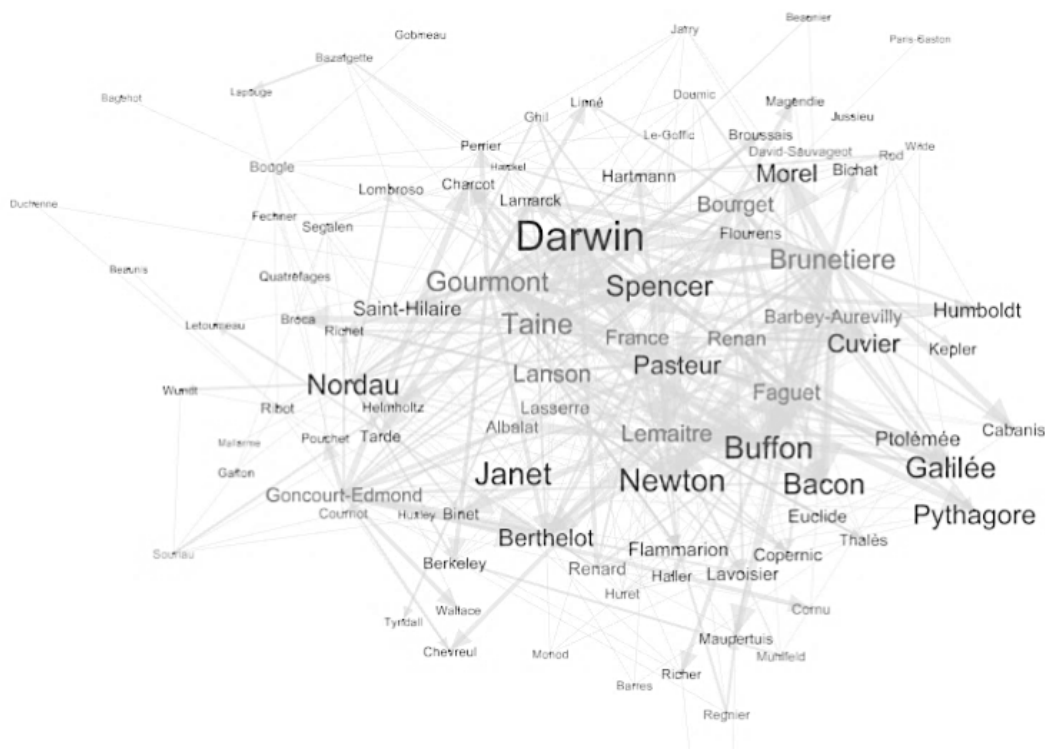 Beaunier
Jarry
Gobineau
Paris-Gaston
Bazalgette
Lapouge
Bagehot
Doumic
Linné
Magendie
Ghil
Jussieu
Le-Goffic
Broussais
Perrier
Wilde
David-Sauvageot
Rod
Bougle
Haeckel
Bichat
Morel
Hartmann
Charcot
Lombroso
Lamarck
Duchenne
Bourget
Fechner
Segalen
Flourens
Darwin
Brunetiere
Beaunis
Quatrefages
Gourmont
Spencer
Saint-Hilaire
Humboldt
Barbey-Aurevilly
Broca
Letourneau
Taine
Richet
France
Renan
Cuvier
Kepler
Pasteur
Lanson
Nordau
Wundt
Faguet
Ribot
Helmholtz
Lasserre
Albalat
Cabanis
Lemaitre
Pouchet
Tarde
Mallarme
Ptolémée
Buffon
Galilée
Galton
Janet
Newton
Bacon
Goncourt-Edmond
Cournot
Huxley
Binet
Euclide
Pythagore
Berthelot
Thalès
Flammarion
Souriau
Copernic
Berkeley
Renard
Haller
Lavoisier
Huret
Wallace
Cornu
Tyndall
Maupertuis
Chevreul
Monod
Muhlfeld
Richer
Barres
Regnier